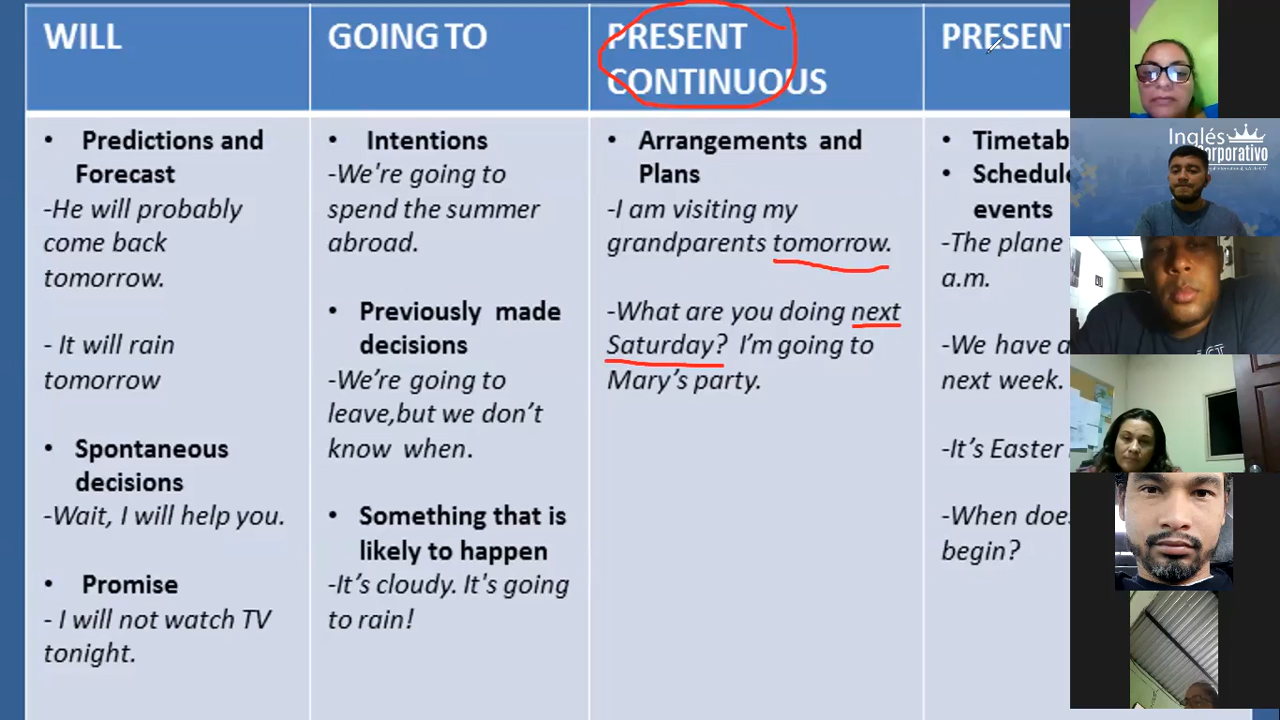 WILL
GOING TO
PRESENT
CONTINUOUS
PRESENT
• Predictions and
Forecast
-He will probably
come back
tomorrow.
- It will rain
tomorrow
• Spontaneous
decisions
-Wait, I will help you.
• Promise
- I will not watch TV
tonight.
• Intentions
-We're going to
spend the summer
abroad.
• Previously made
decisions
-We're going to
leave,but we don't
know when.
• Something that is
likely to happen
-It's cloudy. It's going
to rain!
• Arrangements and
Plans
-I am visiting my
grandparents tomorrow.
-What are you doing next
Saturday? I'm going to
Mary's party.
• Timetab
• Schedule
events
-The plane
a.m.
-We have a
next week.
-It's Easter
-When does
begin?
Inglés
Corporativo